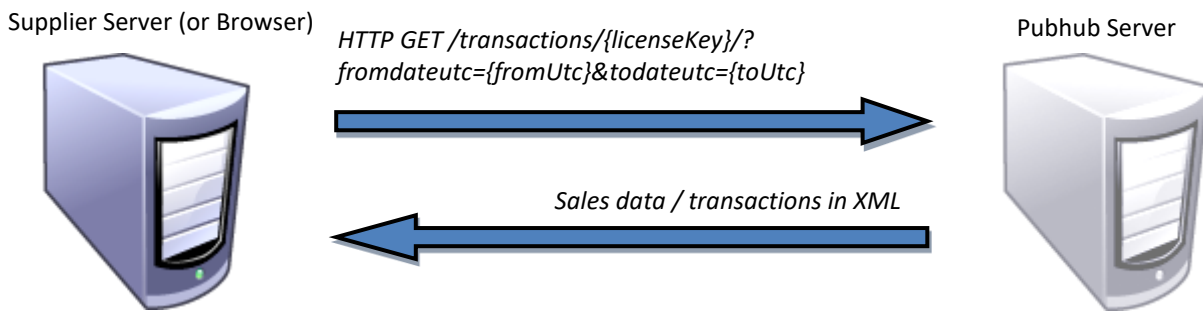 Supplier Server (or Browser)
HTTP GET /transactions/{licenseKey}/?
fromdateutc={fromUtc}&todateutc={toUtc}
Pubhub Server
Sales data / transactions in XML